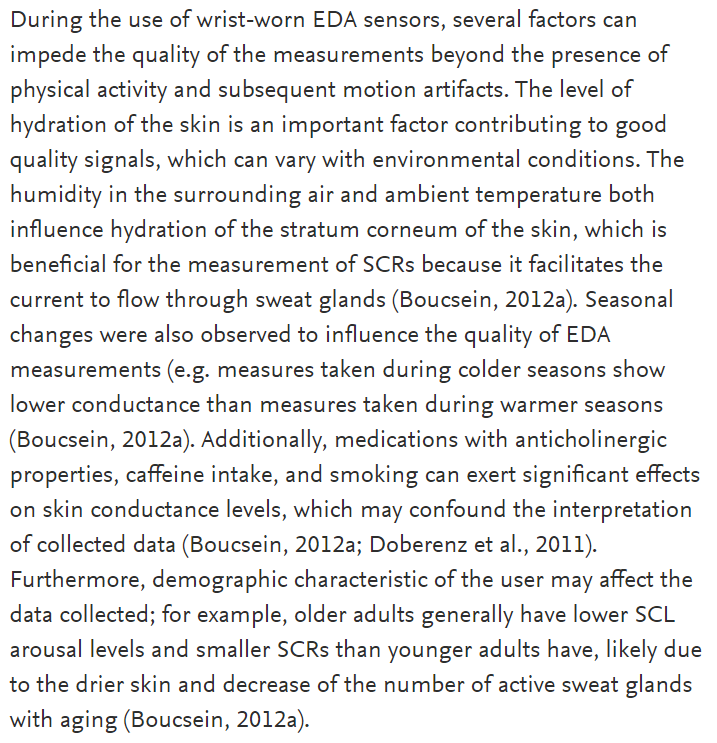 During the use of wrist-worn EDA sensors, several factors can
impede the quality of the measurements beyond the presence of
physical activity and subsequent motion artifacts. The level of
hydration of the skin is an important factor contributing to good
quality signals, which can vary with environmental conditions. The
humidity in the surrounding air and ambient temperature both
influence hydration of the stratum corneum of the skin, which is
beneficial for the measurement of SCRs because it facilitates the
current to flow through sweat glands (Boucsein, 2012a). Seasonal
changes were also observed to influence the quality of EDA
measurements (e.g. measures taken during colder seasons show
lower conductance than measures taken during warmer seasons
(Boucsein, 2012a). Additionally, medications with anticholinergic
properties, caffeine intake, and smoking can exert significant effects
on skin conductance levels, which may confound the interpretation
of collected data (Boucsein, 2012a; Doberenz et al., 2011).
Furthermore, demographic characteristic of the user may affect the
data collected; for example, older adults generally have lower SCL
arousal levels and smaller SCRs than younger adults have, likely due
to the drier skin and decrease of the number of active sweat glands
with aging (Boucsein, 2012a).